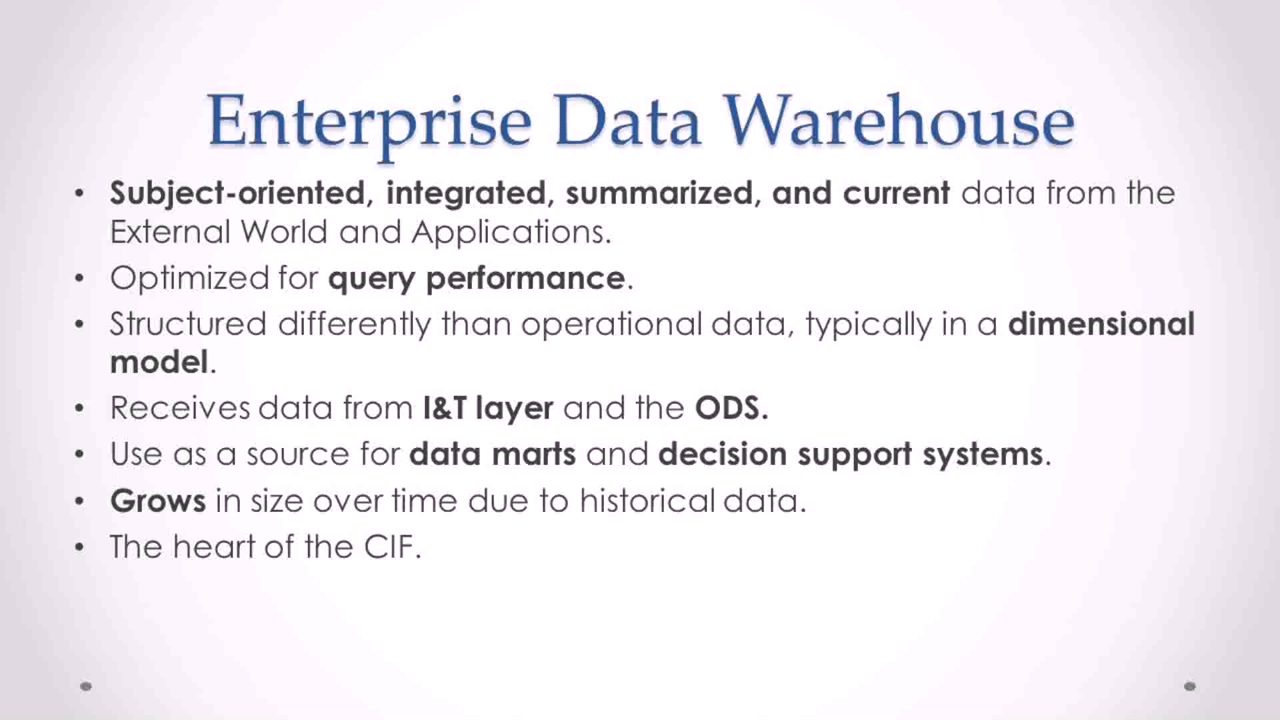 Enterprise Data Warehouse
• Subject-oriented, integrated, summarized, and current data from the
External World and Applications.
• Optimized for query performance.
• Structured differently than operational data, typically in a dimensional
model.
• Receives data from I&T layer and the ODS.
• Use as a source for data marts and decision support systems.
• Grows in size over time due to historical data.
• The heart of the CIF.